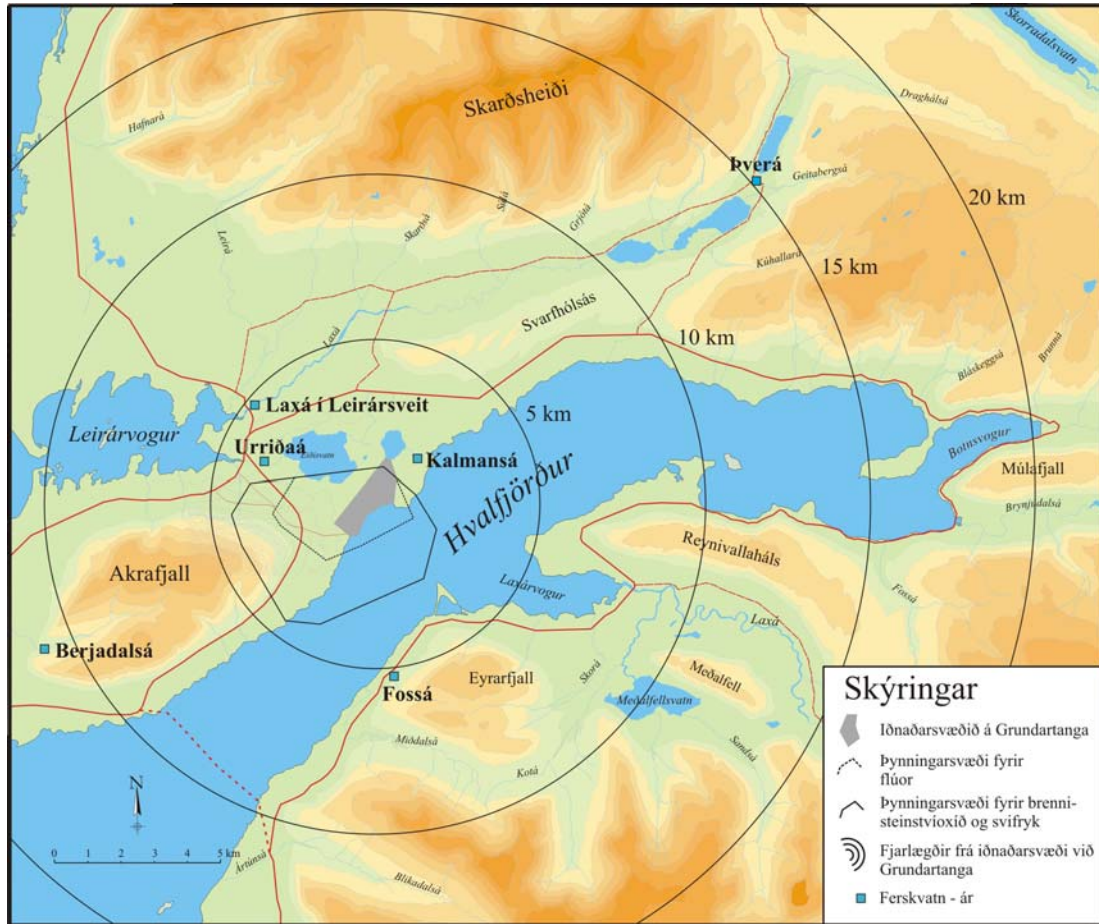 Skorradalsvatn
Draghálsá
Skarðsheiði
Hafnará
Þverá
Geitabergsá
20 km
Súlá
Skarðsá
Grjótá
Leirá
Kúhallará
15 km
Svarfhólsás
Laxá
10 km
Brunná
Bláskeggsá
Laxá í Leirársveit
5 km
Leirárvogur
Urriðaá
Eiðisvatn
Kalmansá
Hvalfjörður
Botnsvogur
Múlafjall
Brynjudalsá
Reynivallaháls
Akrafjall
Laxárvogur
Fossá
Laxá
Berjadalsá
Fossá
Eyrarfjall
Skorá
Meðalfell
Meðalfellsvatn
Miðdalsá
Sandsá
Kotá
N
0 1 2 3 4 5 km
Ártúnsá
Blikadalsá
Skýringar
Iðnaðarsvæðið á Grundartanga
Þynningarsvæði fyrir
flúor
Þynningarsvæði fyrir brenni-
steinstvíoxíð og svifryk
Fjarlægðir frá iðnaðarsvæði við
Grundartanga
Ferskvatn - ár